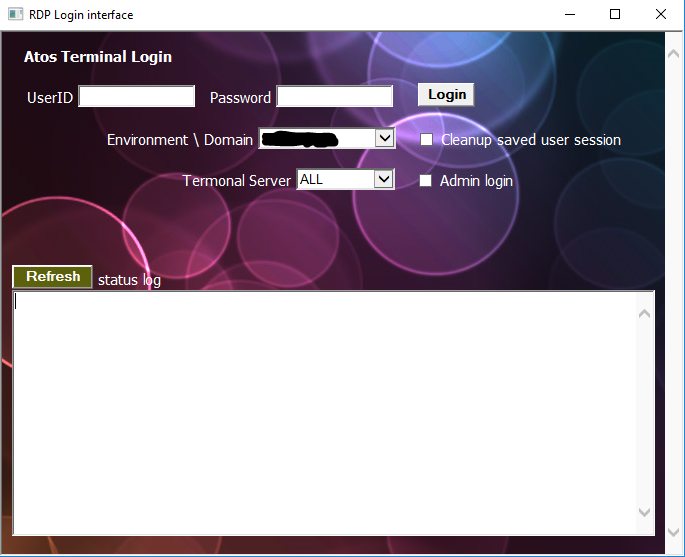 RDP Login interface
Atos Terminal Login
UserID Password Login
Environment \ Domain Cleanup saved user session
Termonal Server ALL Admin login
Refresh status log